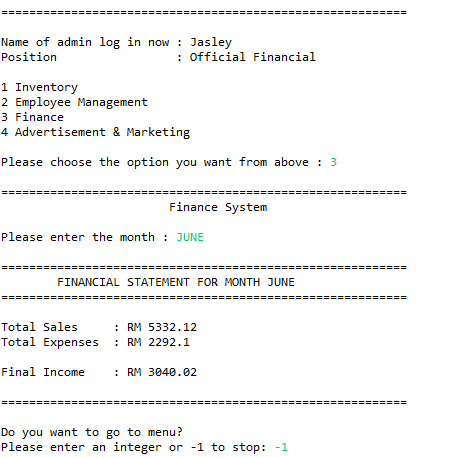 ==========================================================
Name of admin log in now : Jasley
Position                 : Official Financial
1 Inventory
2 Employee Management
3 Finance
4 Advertisement & Marketing
Please choose the option you want from above : 3
==========================================================
                        Finance System
Please enter the month : JUNE
==========================================================
        FINANCIAL STATEMENT FOR MONTH JUNE
==========================================================
Total Sales     : RM 5332.12
Total Expenses  : RM 2292.1
Final Income    : RM 3040.02
==========================================================
Do you want to go to menu?
Please enter an integer or -1 to stop: -1